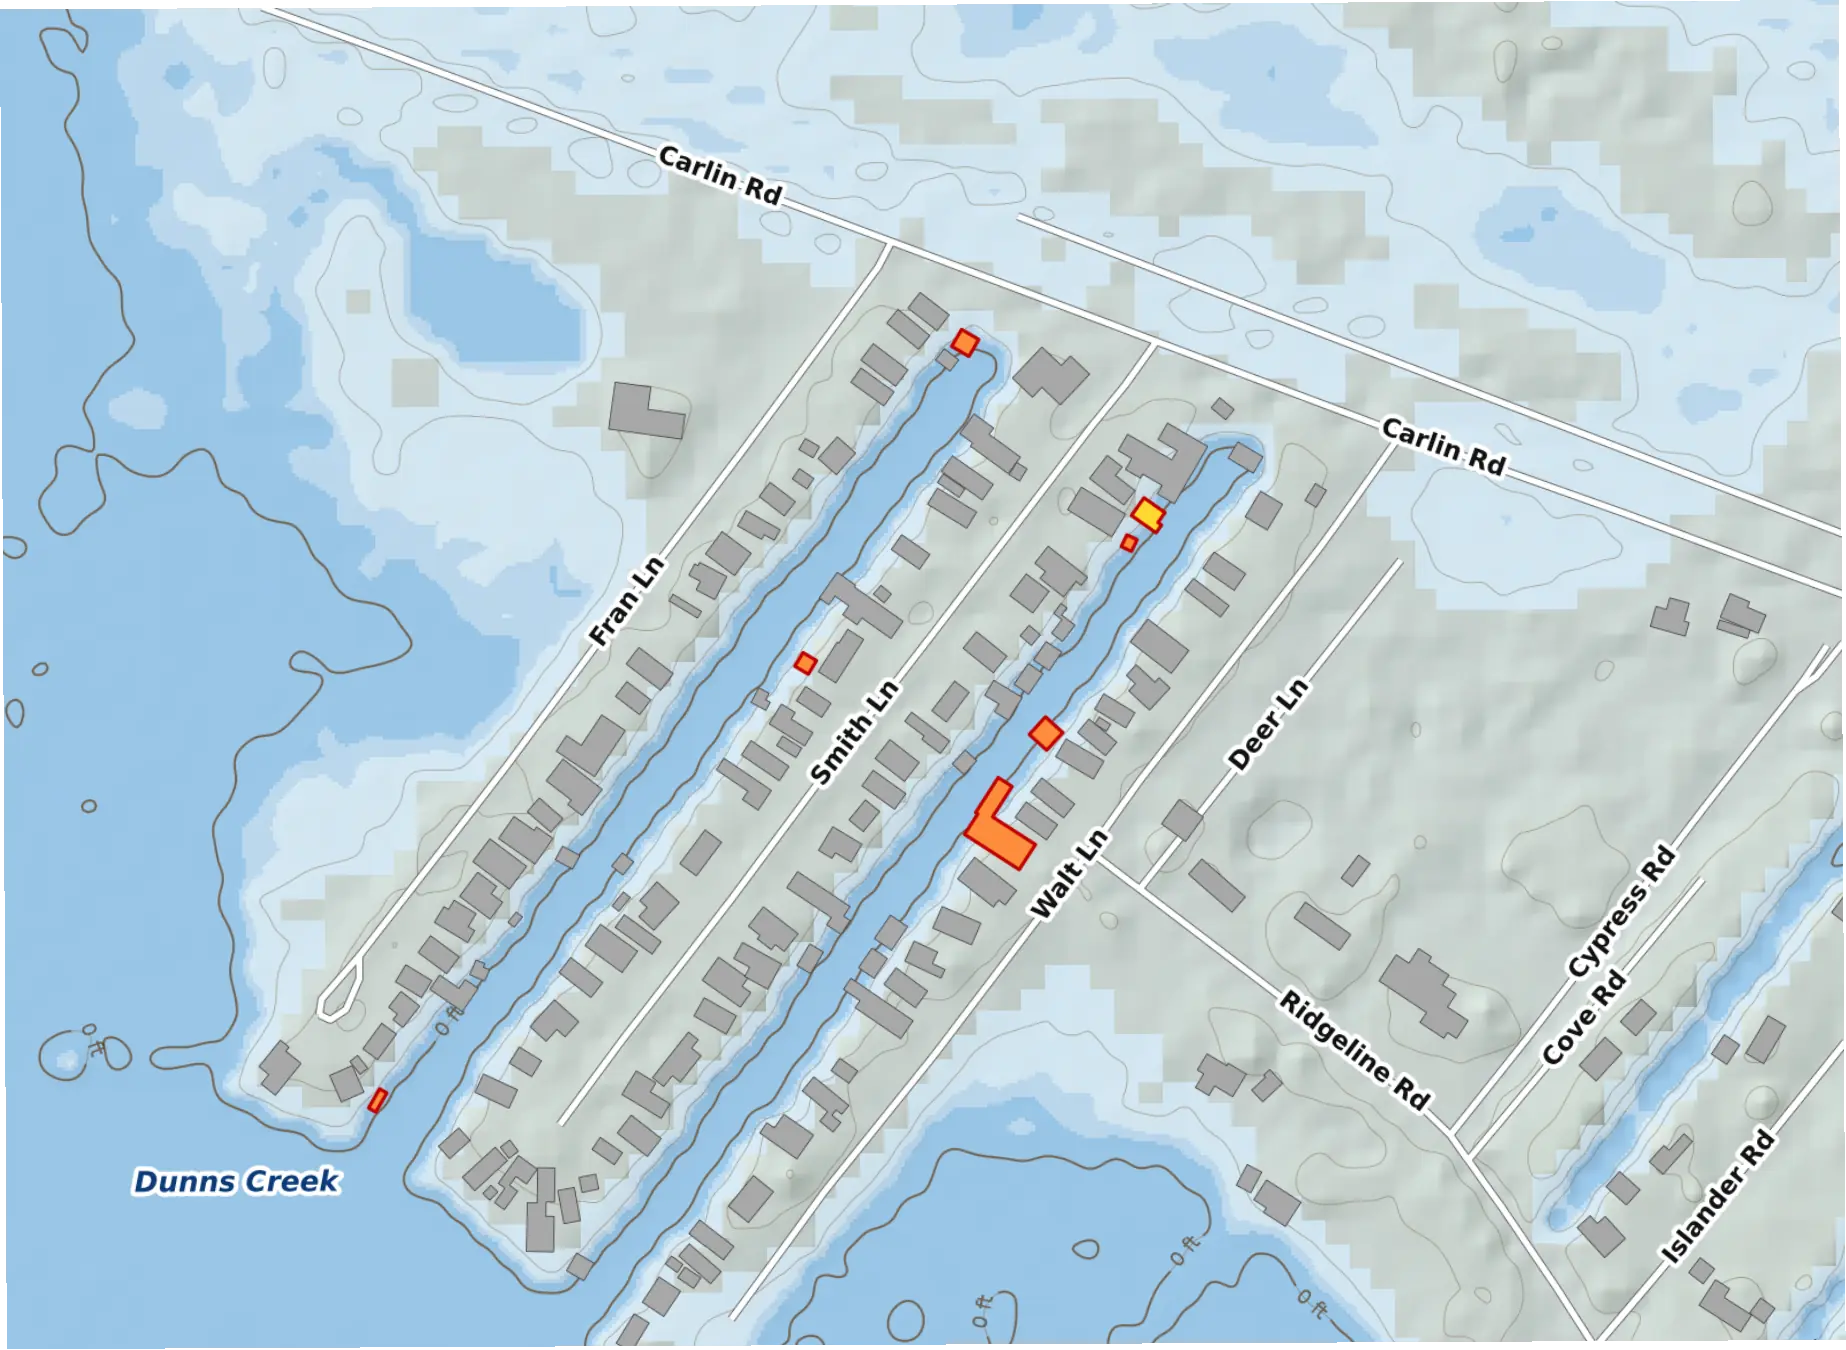 Carlin Rd
Carlin Rd
Fran Ln
Smith Ln
Deer Ln
Walt Ln
Cypress Rd
Cove Rd
Ridgeline Rd
0 ft
0 ft
Islander Rd
Dunns Creek
0 ft
0 ft
0 ft